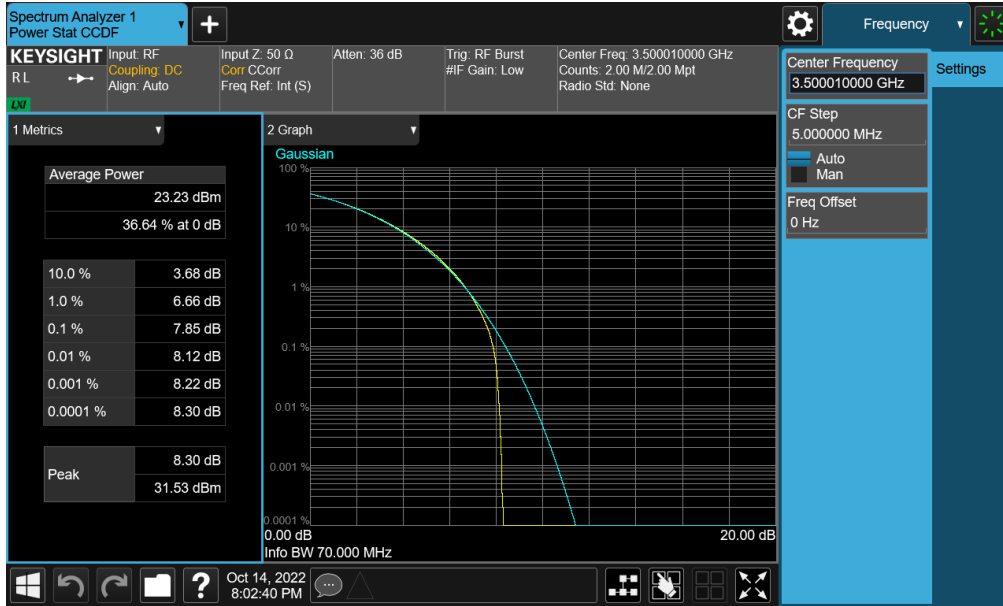 Spectrum Analyzer 1
Power Stat CCDF
Frequency
KEYSIGHT
R L
LXI
Input: RF
Coupling: DC
Align: Auto
Input Z: 50 Ω
Corr CCorr
Freq Ref: Int (S)
Atten: 36 dB
Trig: RF Burst
#IF Gain: Low
Center Freq: 3.500010000 GHz
Counts: 2.00 M/2.00 Mpt
Radio Std: None
Center Frequency
3.500010000 GHz
Settings
CF Step
5.000000 MHz
Auto
Man
Freq Offset
0 Hz
1 Metrics
Average Power
23.23 dBm
36.64 % at 0 dB
10.0 % 3.68 dB
1.0 % 6.66 dB
0.1 % 7.85 dB
0.01 % 8.12 dB
0.001 % 8.22 dB
0.0001 % 8.30 dB
Peak
8.30 dB
31.53 dBm
2 Graph
Gaussian
100 %
10 %
1 %
0.1 %
0.01 %
0.001 %
0.0001 %
0.00 dB 20.00 dB
Info BW 70.000 MHz
?
Oct 14, 2022
8:02:40 PM